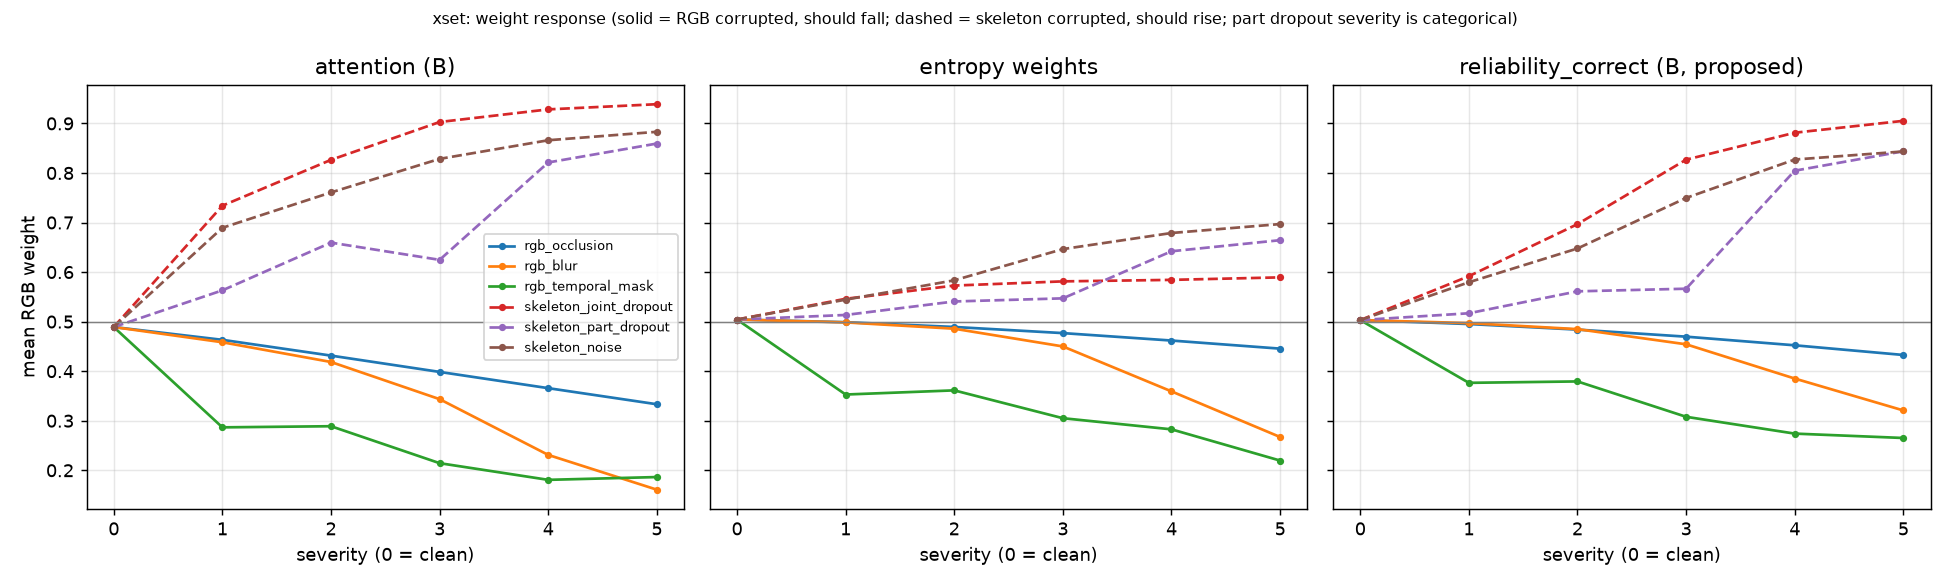 xset: weight response (solid = RGB corrupted, should fall; dashed = skeleton corrupted, should rise; part dropout severity is categorical)
attention (B)
entropy weights
reliability_correct (B, proposed)
mean RGB weight
0.9
0.8
0.7
0.6
0.5
0.4
0.3
0.2
rgb_occlusion
rgb_blur
rgb_temporal_mask
skeleton_joint_dropout
skeleton_part_dropout
skeleton_noise
0 1 2 3 4 5
0 1 2 3 4 5
0 1 2 3 4 5
severity (0 = clean)
severity (0 = clean)
severity (0 = clean)